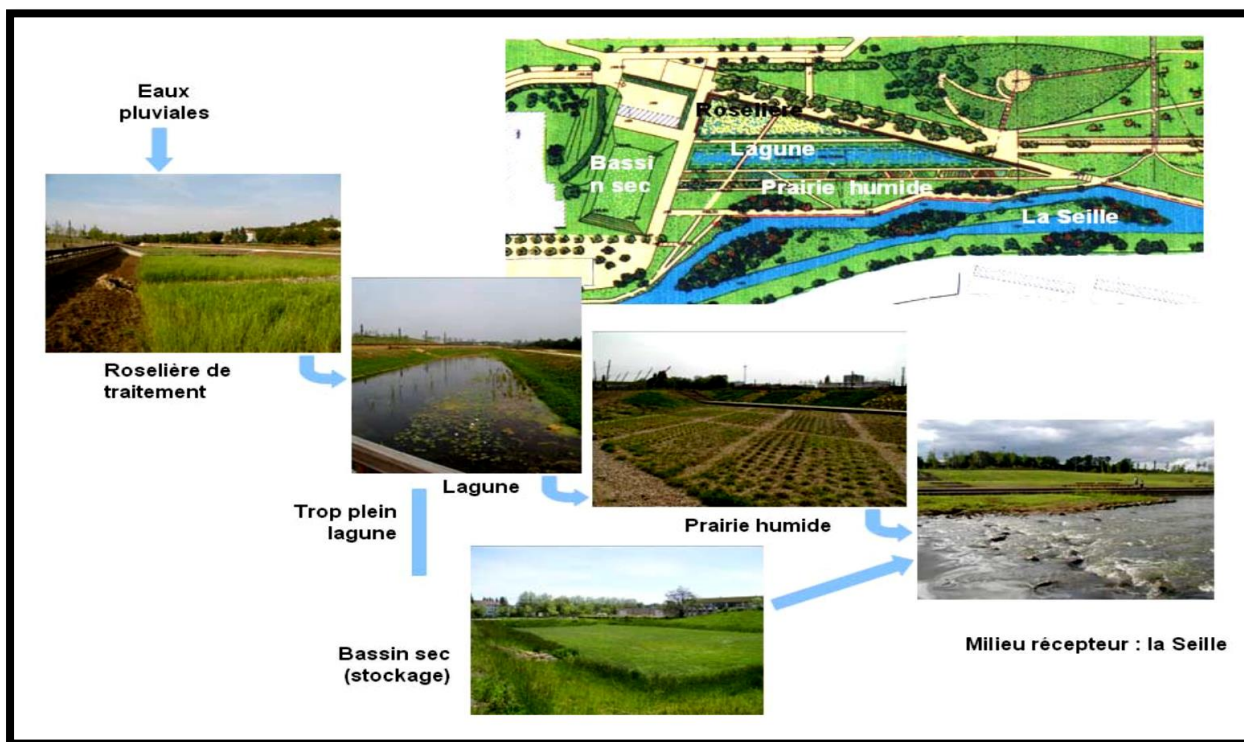 Eaux
pluviales
Roselière
Lagune
Bassi
n sec
Prairie humide
La Seille
Roselière de
traitement
Lagune
Trop plein
lagune
Prairie humide
Bassin sec
(stockage)
Milieu récepteur : la Seille